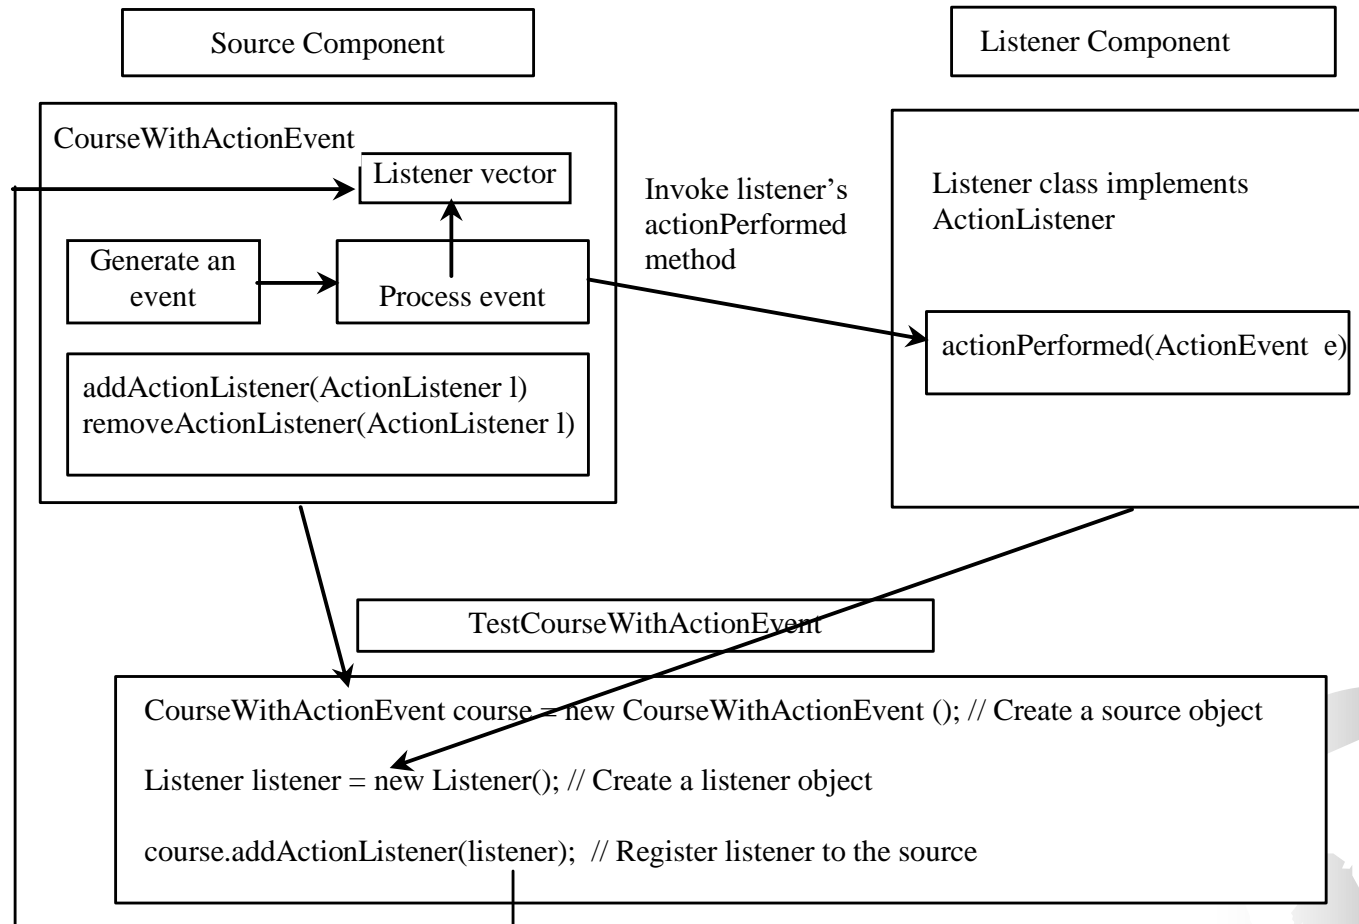 Source Component
Listener Component
CourseWithActionEvent
Listener vector
Generate an
event
Process event
addActionListener(ActionListener l)
removeActionListener(ActionListener l)
Invoke listener’s
actionPerformed
method
Listener class implements
ActionListener
actionPerformed(ActionEvent e)
TestCourseWithActionEvent
CourseWithActionEvent course = new CourseWithActionEvent (); // Create a source object
Listener listener = new Listener(); // Create a listener object
course.addActionListener(listener); // Register listener to the source